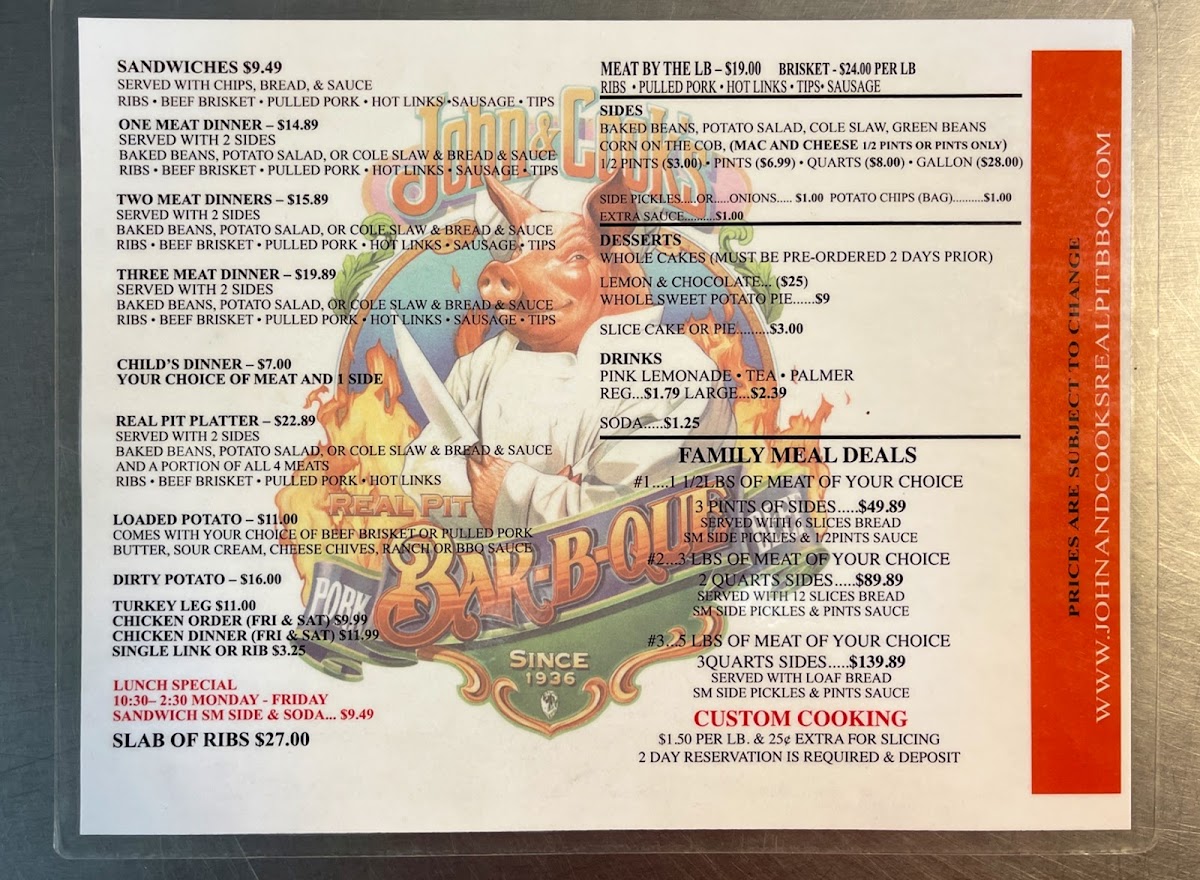 SANDWICHES $9.49
SERVED WITH CHIPS, BREAD, & SAUCE
RIBS • BEEF BRISKET • PULLED PORK • HOT LINKS •SAUSAGE • TIPS
ONE MEAT DINNER – $14.89
SERVED WITH 2 SIDES
BAKED BEANS, POTATO SALAD, OR COLE SLAW & BREAD & SAUCE
RIBS • BEEF BRISKET • PULLED PORK • HOT LINKS • SAUSAGE • TIPS
TWO MEAT DINNERS – $15.89
SERVED WITH 2 SIDES
BAKED BEANS, POTATO SALAD, OR COLE SLAW & BREAD & SAUCE
RIBS • BEEF BRISKET • PULLED PORK • HOT LINKS • SAUSAGE • TIPS
THREE MEAT DINNER – $19.89
SERVED WITH 2 SIDES
BAKED BEANS, POTATO SALAD, OR COLE SLAW & BREAD & SAUCE
RIBS • BEEF BRISKET • PULLED PORK • HOT LINKS • SAUSAGE • TIPS
CHILD'S DINNER – $7.00
YOUR CHOICE OF MEAT AND 1 SIDE
REAL PIT PLATTER – $22.89
SERVED WITH 2 SIDES
BAKED BEANS, POTATO SALAD, OR COLE SLAW & BREAD & SAUCE
AND A PORTION OF ALL 4 MEATS
RIBS • BEEF BRISKET • PULLED PORK • HOT LINKS
LOADED POTATO – $11.00
COMES WITH YOUR CHOICE OF BEEF BRISKET OR PULLED PORK
BUTTER, SOUR CREAM, CHEESE CHIVES, RANCH OR BBQ SAUCE
DIRTY POTATO – $16.00
TURKEY LEG $11.00
CHICKEN ORDER (FRI & SAT) $9.99
CHICKEN DINNER (FRI & SAT) $11.99
SINGLE LINK OR RIB $3.25
LUNCH SPECIAL
10:30– 2:30 MONDAY - FRIDAY
SANDWICH SM SIDE & SODA... $9.49
SLAB OF RIBS $27.00
MEAT BY THE LB – $19.00 BRISKET - $24.00 PER LB
RIBS • PULLED PORK • HOT LINKS • TIPS• SAUSAGE
SIDES
BAKED BEANS, POTATO SALAD, COLE SLAW, GREEN BEANS
CORN ON THE COB, (MAC AND CHEESE 1/2 PINTS OR PINTS ONLY)
1/2 PINTS ($3.00) • PINTS ($6.99) • QUARTS ($8.00) • GALLON ($28.00)
SIDE PICKLES.....OR.....ONIONS..... $1.00 POTATO CHIPS (BAG)..........$1.00
EXTRA SAUCE..........$1.00
DESSERTS
WHOLE CAKES (MUST BE PRE-ORDERED 2 DAYS PRIOR)
LEMON & CHOCOLATE... ($25)
WHOLE SWEET POTATO PIE......$9
SLICE CAKE OR PIE.........$3.00
DRINKS
PINK LEMONADE • TEA • PALMER
REG...$1.79 LARGE...$2.39
SODA.....$1.25
FAMILY MEAL DEALS
#1....1 1/2LBS OF MEAT OF YOUR CHOICE
3 PINTS OF SIDES.....$49.89
SERVED WITH 6 SLICES BREAD
SM SIDE PICKLES & 1/2PINTS SAUCE
#2...3 LBS OF MEAT OF YOUR CHOICE
2 QUARTS SIDES.....$89.89
SERVED WITH 12 SLICES BREAD
SM SIDE PICKLES & PINTS SAUCE
#3...5 LBS OF MEAT OF YOUR CHOICE
3QUARTS SIDES.....$139.89
SERVED WITH LOAF BREAD
SM SIDE PICKLES & PINTS SAUCE
CUSTOM COOKING
$1.50 PER LB. & 25¢ EXTRA FOR SLICING
2 DAY RESERVATION IS REQUIRED & DEPOSIT
PRICES ARE SUBJECT TO CHANGE
WWW.JOHNANDCOOKSREALPITBBQ.COM
John & Cook's
REAL PIT
BAR-B-QUE
PORK
BEEF
SINCE
1936